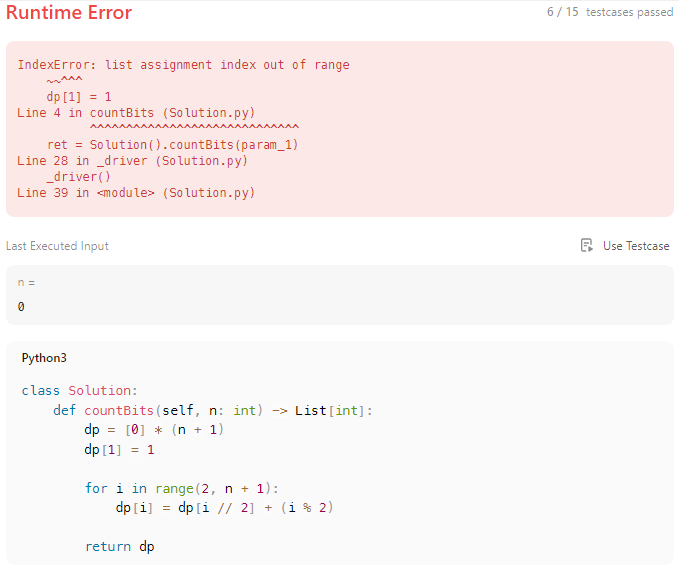 Runtime Error
6 / 15 testcases passed
IndexError: list assignment index out of range
~~^^^
dp[1] = 1
Line 4 in countBits (Solution.py)
^^^^^^^^^^^^^^^^^^^^^^^^^^^^^
ret = Solution().countBits(param_1)
Line 28 in _driver (Solution.py)
_driver()
Line 39 in <module> (Solution.py)
Last Executed Input
Use Testcase
n =
0
Python3
class Solution:
    def countBits(self, n: int) -> List[int]:
        dp = [0] * (n + 1)
        dp[1] = 1
        for i in range(2, n + 1):
            dp[i] = dp[i // 2] + (i % 2)
        return dp